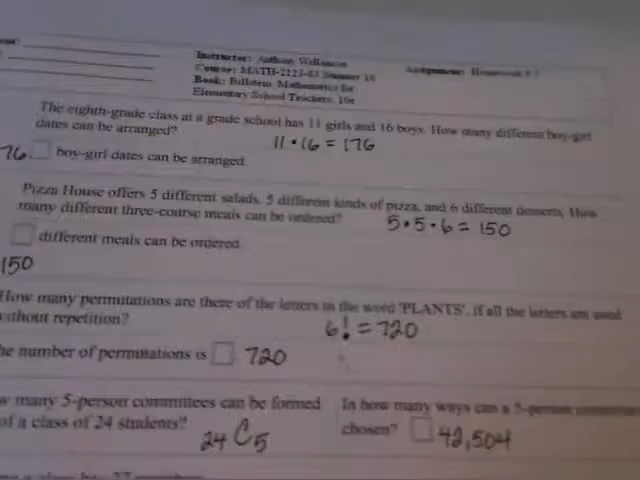 Instructor: Anthony Wellanson
Course: MATH-2223-83 Summer 16
Book: Billstein Mathematics for
Elementary School Teachers, 10e
Assignment: Homework
The eighth-grade class at a grade school has 11 girls and 16 boys. How many different boy-girl
dates can be arranged?
11 • 16 = 176
76 boy-girl dates can be arranged.
Pizza House offers 5 different salads, 5 different kinds of pizza, and 6 different desserts. How
many different three-course meals can be ordered?
5 • 5 • 6 = 150
different meals can be ordered.
150
How many permutations are there of the letters in the word 'PLANTS', if all the letters are used
without repetition?
6! = 720
he number of permutations is 720
w many 5-person committees can be formed
of a class of 24 students?
24 C 5
In how many ways can a 5-person
chosen? 42,504